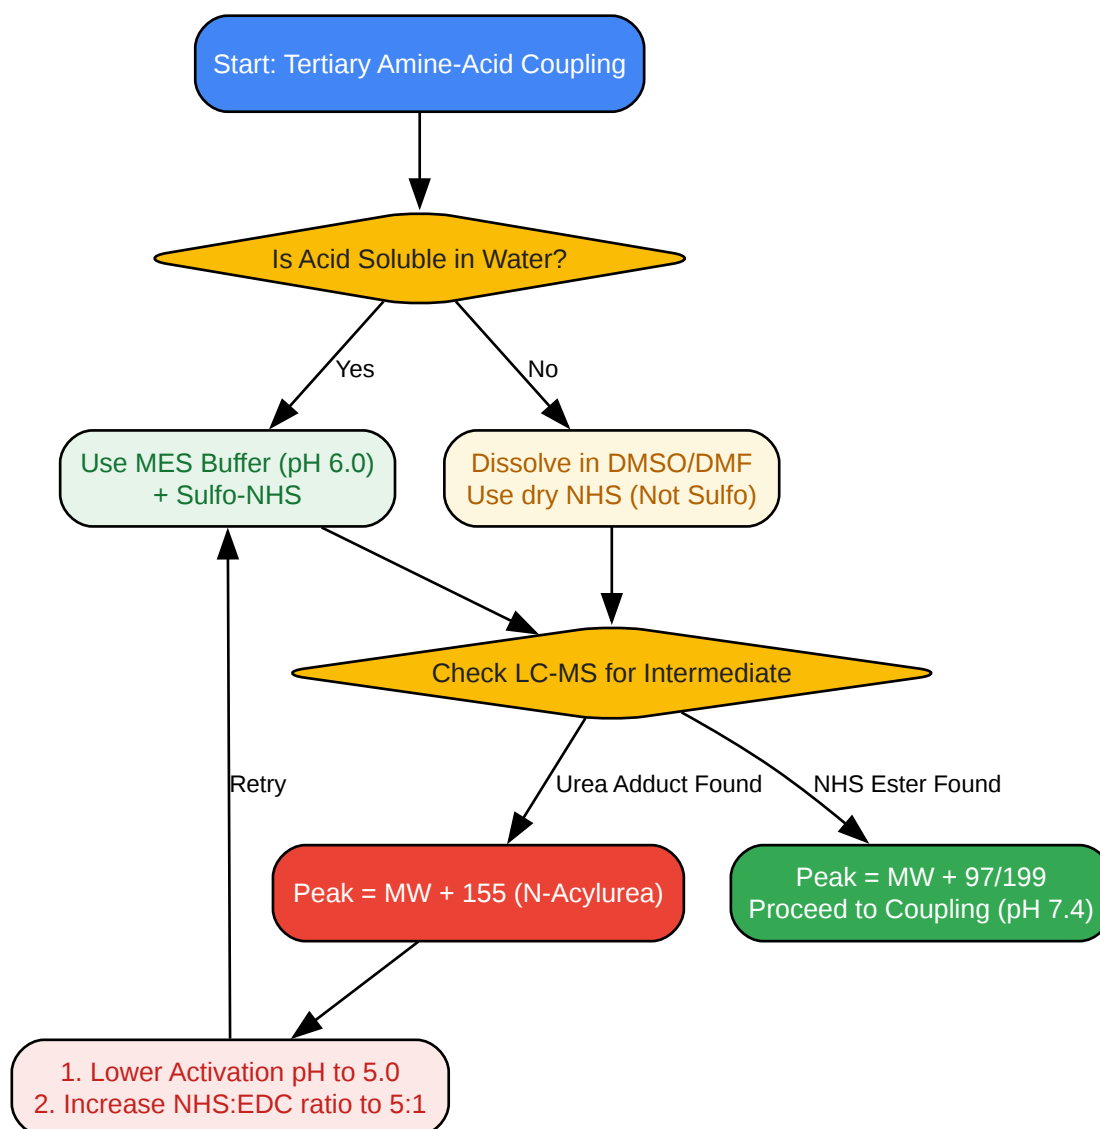 Start: Tertiary Amine-Acid Coupling
Is Acid Soluble in Water?
Yes
No
Use MES Buffer (pH 6.0)
+ Sulfo-NHS
Dissolve in DMSO/DMF
Use dry NHS (Not Sulfo)
Check LC-MS for Intermediate
Retry
Urea Adduct Found
NHS Ester Found
Peak = MW + 155 (N-Acylurea)
Peak = MW + 97/199
Proceed to Coupling (pH 7.4)
1. Lower Activation pH to 5.0
2. Increase NHS:EDC ratio to 5:1